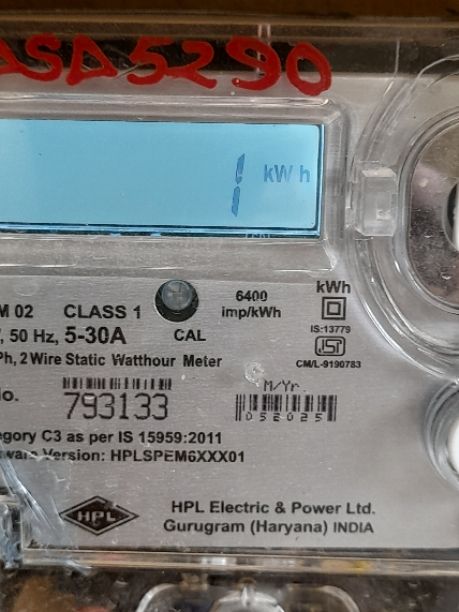 ASD5290
1 kWh
M 02 CLASS 1
6400 imp/kWh
kWh
, 50 Hz, 5-30A CAL
IS:13779
ISI
Ph, 2 Wire Static Watthour Meter
CM/L-9190783
M/Yr.
o. 793133
052025
egory C3 as per IS 15959:2011
ware Version: HPLSPEM6XXX01
HPL
HPL Electric & Power Ltd.
Gurugram (Haryana) INDIA